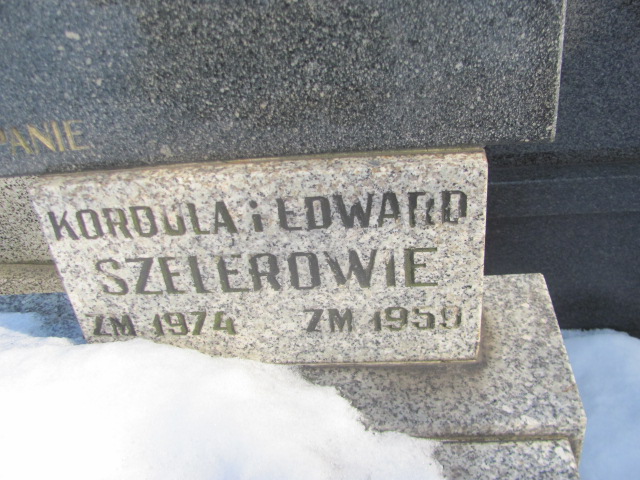 PANIE
KORDULA i EDWARD
SZELEROWIE
ZM 1974 ZM 1959